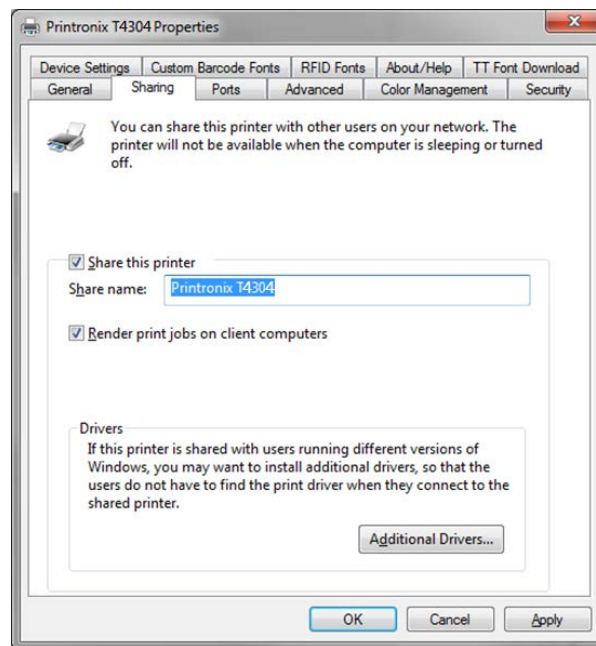 Printronix T4304 Properties
Device Settings Custom Barcode Fonts RFID Fonts About/Help TT Font Download
General Sharing Ports Advanced Color Management Security
You can share this printer with other users on your network. The
printer will not be available when the computer is sleeping or turned
off.
Share this printer
Share name: Printronix T4304
Render print jobs on client computers
Drivers
If this printer is shared with users running different versions of
Windows, you may want to install additional drivers, so that the
users do not have to find the print driver when they connect to the
shared printer.
Additional Drivers...
OK Cancel Apply